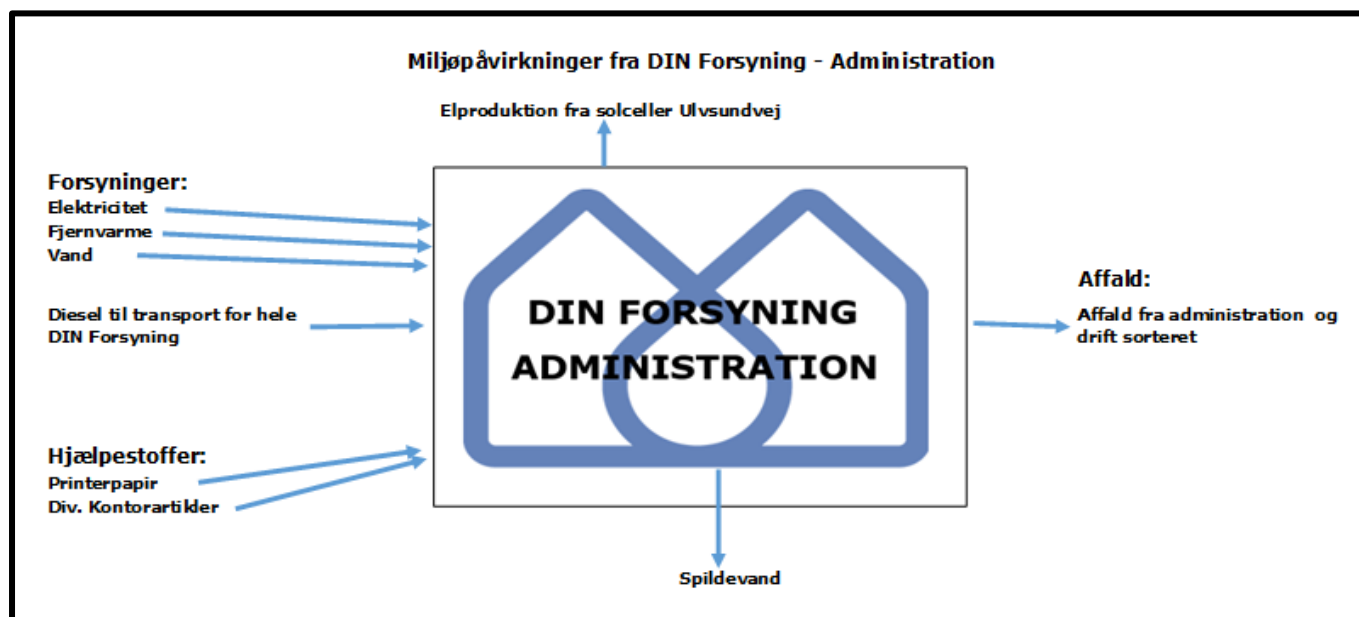 Miljøpåvirkninger fra DIN Forsyning - Administration
Elproduktion fra solceller Ulvsundvej
Forsyninger:
Elektricitet
Fjernvarme
Vand
Diesel til transport for hele
DIN Forsyning
Hjælpestoffer:
Printerpapir
Div. Kontorartikler
DIN FORSYNING
ADMINISTRATION
Affald:
Affald fra administration og
drift sorteret
Spildevand